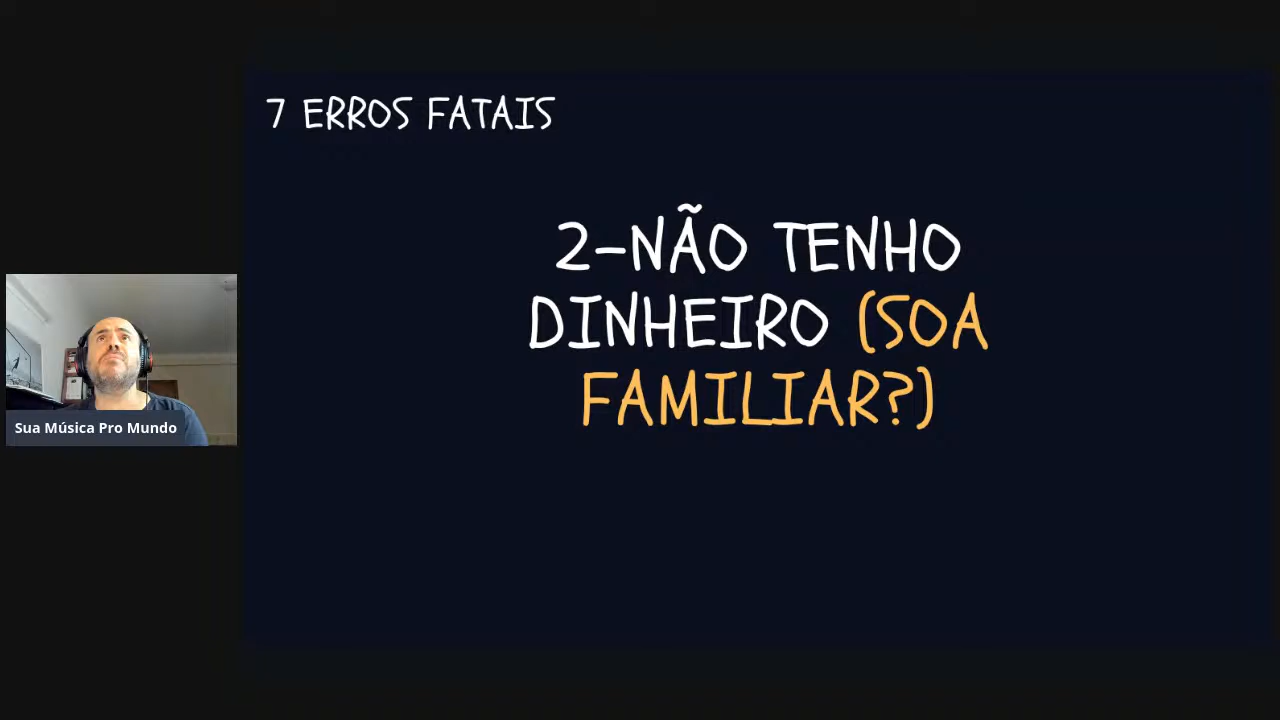 7 ERROS FATAIS
2-NÃO TENHO
DINHEIRO (SOA
FAMILIAR?)
Sua Música Pro Mundo